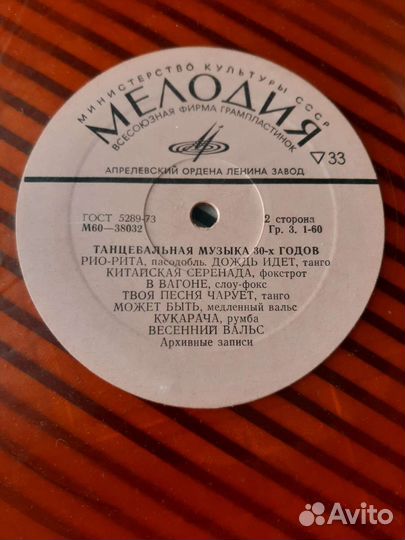 МИНИСТЕРСТВО КУЛЬТУРЫ СССР
МЕЛОДИЯ
ВСЕСОЮЗНАЯ ФИРМА ГРАМПЛАСТИНОК
▽33
АПРЕЛЕВСКИЙ ОРДЕНА ЛЕНИНА ЗАВОД
ГОСТ 5289-73 2 сторона
М60—38032 Гр. 3. 1-60
ТАНЦЕВАЛЬНАЯ МУЗЫКА 30-х ГОДОВ
РИО-РИТА, пасодобль. ДОЖДЬ ИДЕТ, танго
КИТАЙСКАЯ СЕРЕНАДА, фокстрот
В ВАГОНЕ, слоу-фокс
ТВОЯ ПЕСНЯ ЧАРУЕТ, танго
МОЖЕТ БЫТЬ, медленный вальс
КУКАРАЧА, румба
ВЕСЕННИЙ ВАЛЬС
Архивные записи
Avito